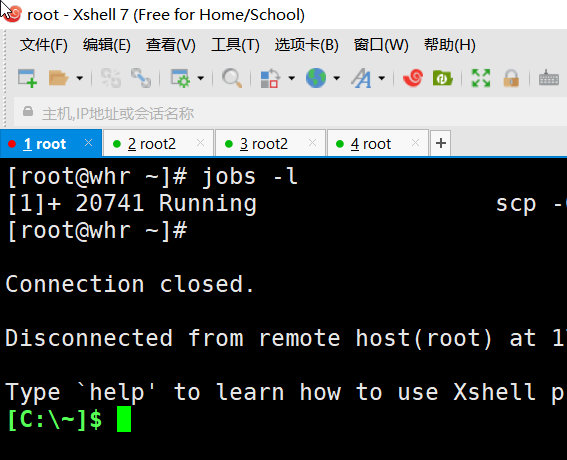 root - Xshell 7 (Free for Home/School)
文件(F) 编辑(E) 查看(V) 工具(T) 选项卡(B) 窗口(W) 帮助(H)
主机,IP地址或会话名称
1 root × 2 root2 × 3 root2 × 4 root × +
[root@whr ~]# jobs -l
[1]+ 20741 Running scp -
[root@whr ~]#
Connection closed.
Disconnected from remote host(root) at 1
Type `help' to learn how to use Xshell p
[C:\~]$